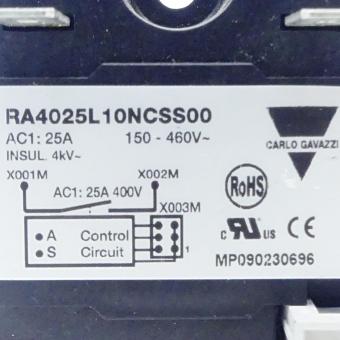 RA4025L10NCSS00
AC1: 25A 150 - 460V~
INSUL. 4kV~
CARLO GAVAZZI
X001M X002M
AC1: 25A 400V
X003M
RoHS
A Control
S Circuit
1
c RU US CE
MP090230696